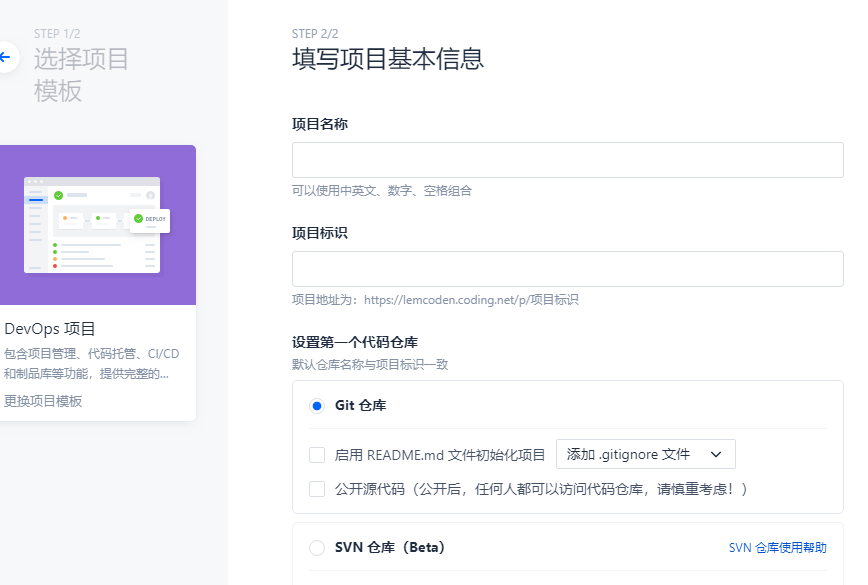 STEP 1/2
选择项目
模板
DEPLOY
DevOps 项目
包含项目管理、代码托管、CI/CD
和制品库等功能，提供完整的...
更换项目模板
STEP 2/2
填写项目基本信息
项目名称
可以使用中英文、数字、空格组合
项目标识
项目地址为：https://lemcoden.coding.net/p/项目标识
设置第一个代码仓库
默认仓库名称与项目标识一致
Git 仓库
启用 README.md 文件初始化项目 添加 .gitignore 文件
公开源代码（公开后，任何人都可以访问代码仓库，请慎重考虑！）
SVN 仓库（Beta） SVN 仓库使用帮助